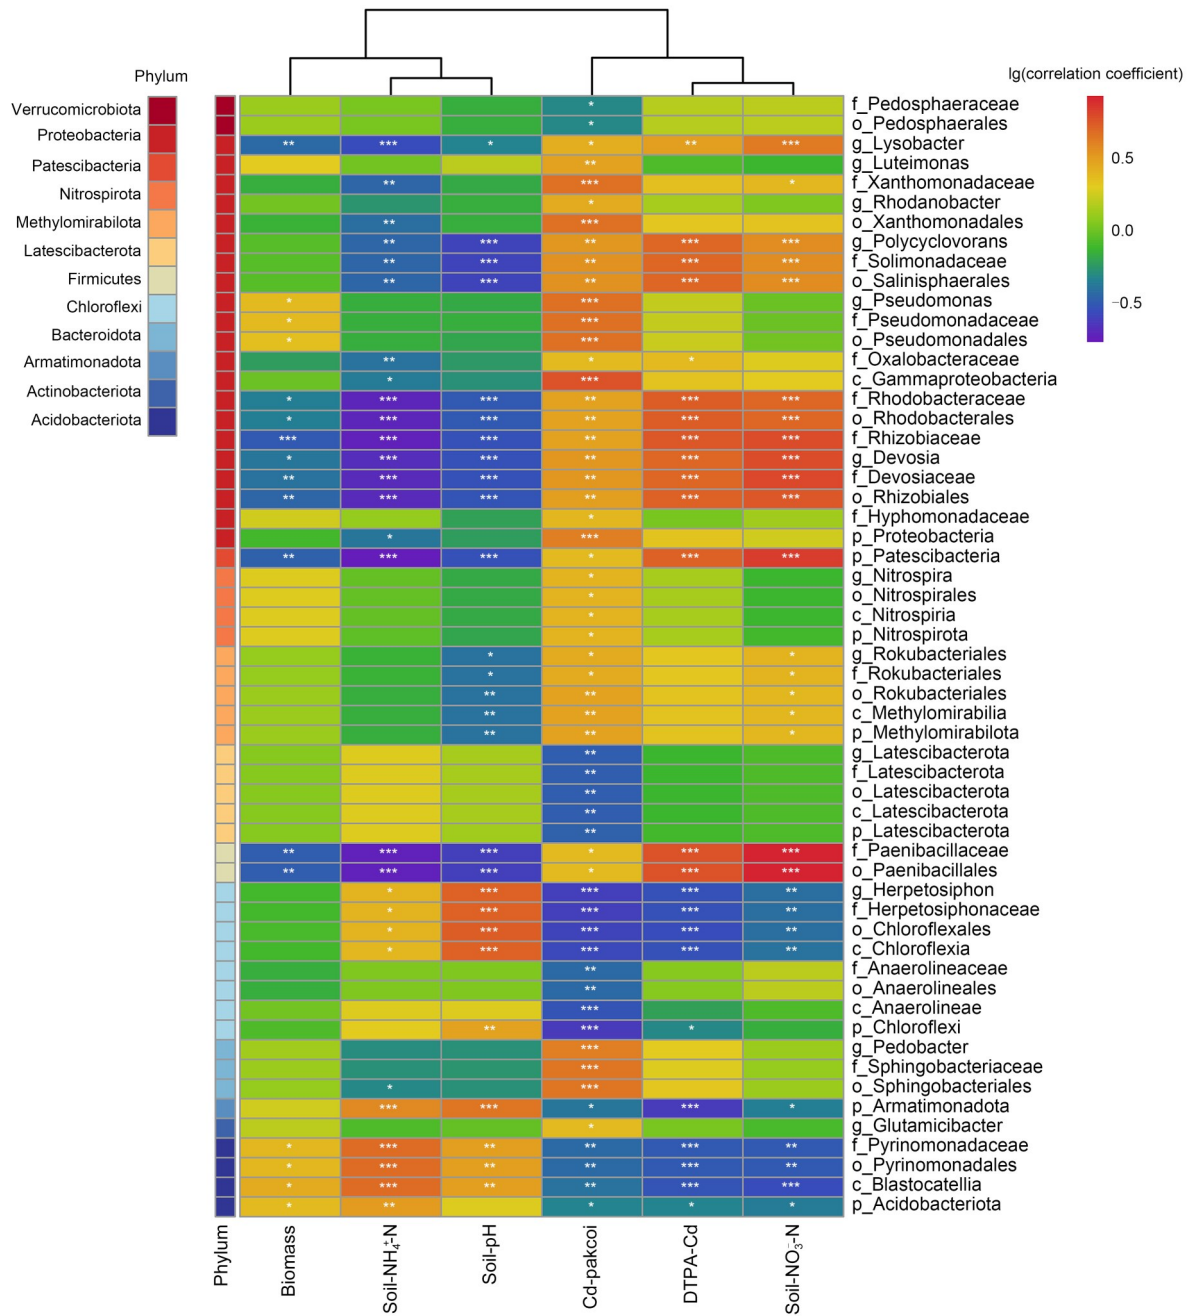 Phylum
Verrucomicrobiota
Proteobacteria
Patescibacteria
Nitrospirota
Methylomirabilota
Latescibacterota
Firmicutes
Chloroflexi
Bacteroidota
Armatimonadota
Actinobacteriota
Acidobacteriota
f_Pedosphaeraceae
o_Pedosphaerales
g_Lysobacter
g_Luteimonas
f_Xanthomonadaceae
g_Rhodanobacter
o_Xanthomonadales
g_Polycyclovorans
f_Solimonadaceae
o_Salinisphaerales
g_Pseudomonas
f_Pseudomonadaceae
o_Pseudomonadales
f_Oxalobacteraceae
c_Gammaproteobacteria
f_Rhodobacteraceae
o_Rhodobacterales
f_Rhizobiaceae
g_Devosia
f_Devosiaceae
o_Rhizobiales
f_Hyphomonadaceae
p_Proteobacteria
p_Patescibacteria
g_Nitrospira
o_Nitrospirales
c_Nitrospiria
p_Nitrospirota
g_Rokubacteriales
f_Rokubacteriales
o_Rokubacteriales
c_Methylomirabilia
p_Methylomirabilota
g_Latescibacterota
f_Latescibacterota
o_Latescibacterota
c_Latescibacterota
p_Latescibacterota
f_Paenibacillaceae
o_Paenibacillales
g_Herpetosiphon
f_Herpetosiphonaceae
o_Chloroflexales
c_Chloroflexia
f_Anaerolineaceae
o_Anaerolineales
c_Anaerolineae
p_Chloroflexi
g_Pedobacter
f_Sphingobacteriaceae
o_Sphingobacteriales
p_Armatimonadota
g_Glutamicibacter
f_Pyrinomonadaceae
o_Pyrinomonadales
c_Blastocatellia
p_Acidobacteriota
lg(correlation coefficient)
0.5
0.0
−0.5
Phylum
Biomass
Soil-NH₄⁺-N
Soil-pH
Cd-pakcoi
DTPA-Cd
Soil-NO₃⁻-N